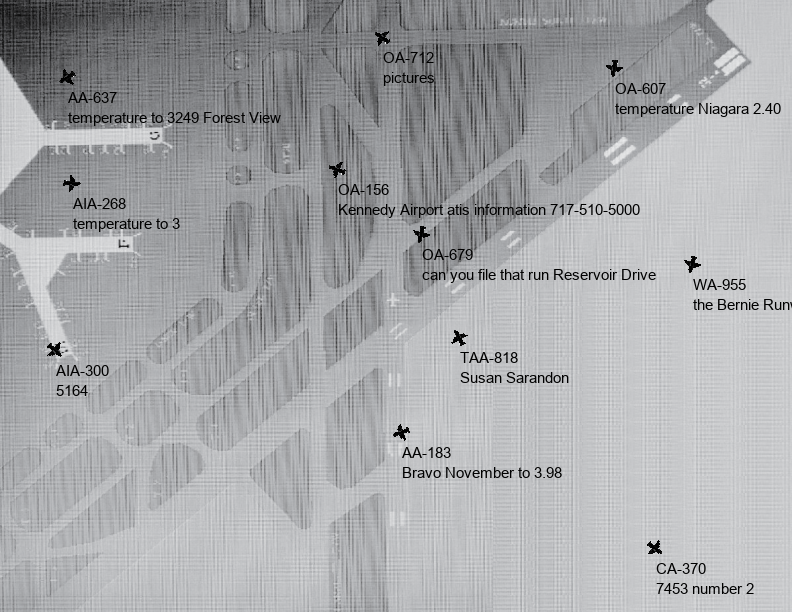 OA-712
pictures
OA-607
temperature Niagara 2.40
AA-637
temperature to 3249 Forest View
OA-156
Kennedy Airport atis information 717-510-5000
AIA-268
temperature to 3
OA-679
can you file that run Reservoir Drive
WA-955
the Bernie
TAA-818
Susan Sarandon
AIA-300
5164
AA-183
Bravo November to 3.98
CA-370
7453 number 2